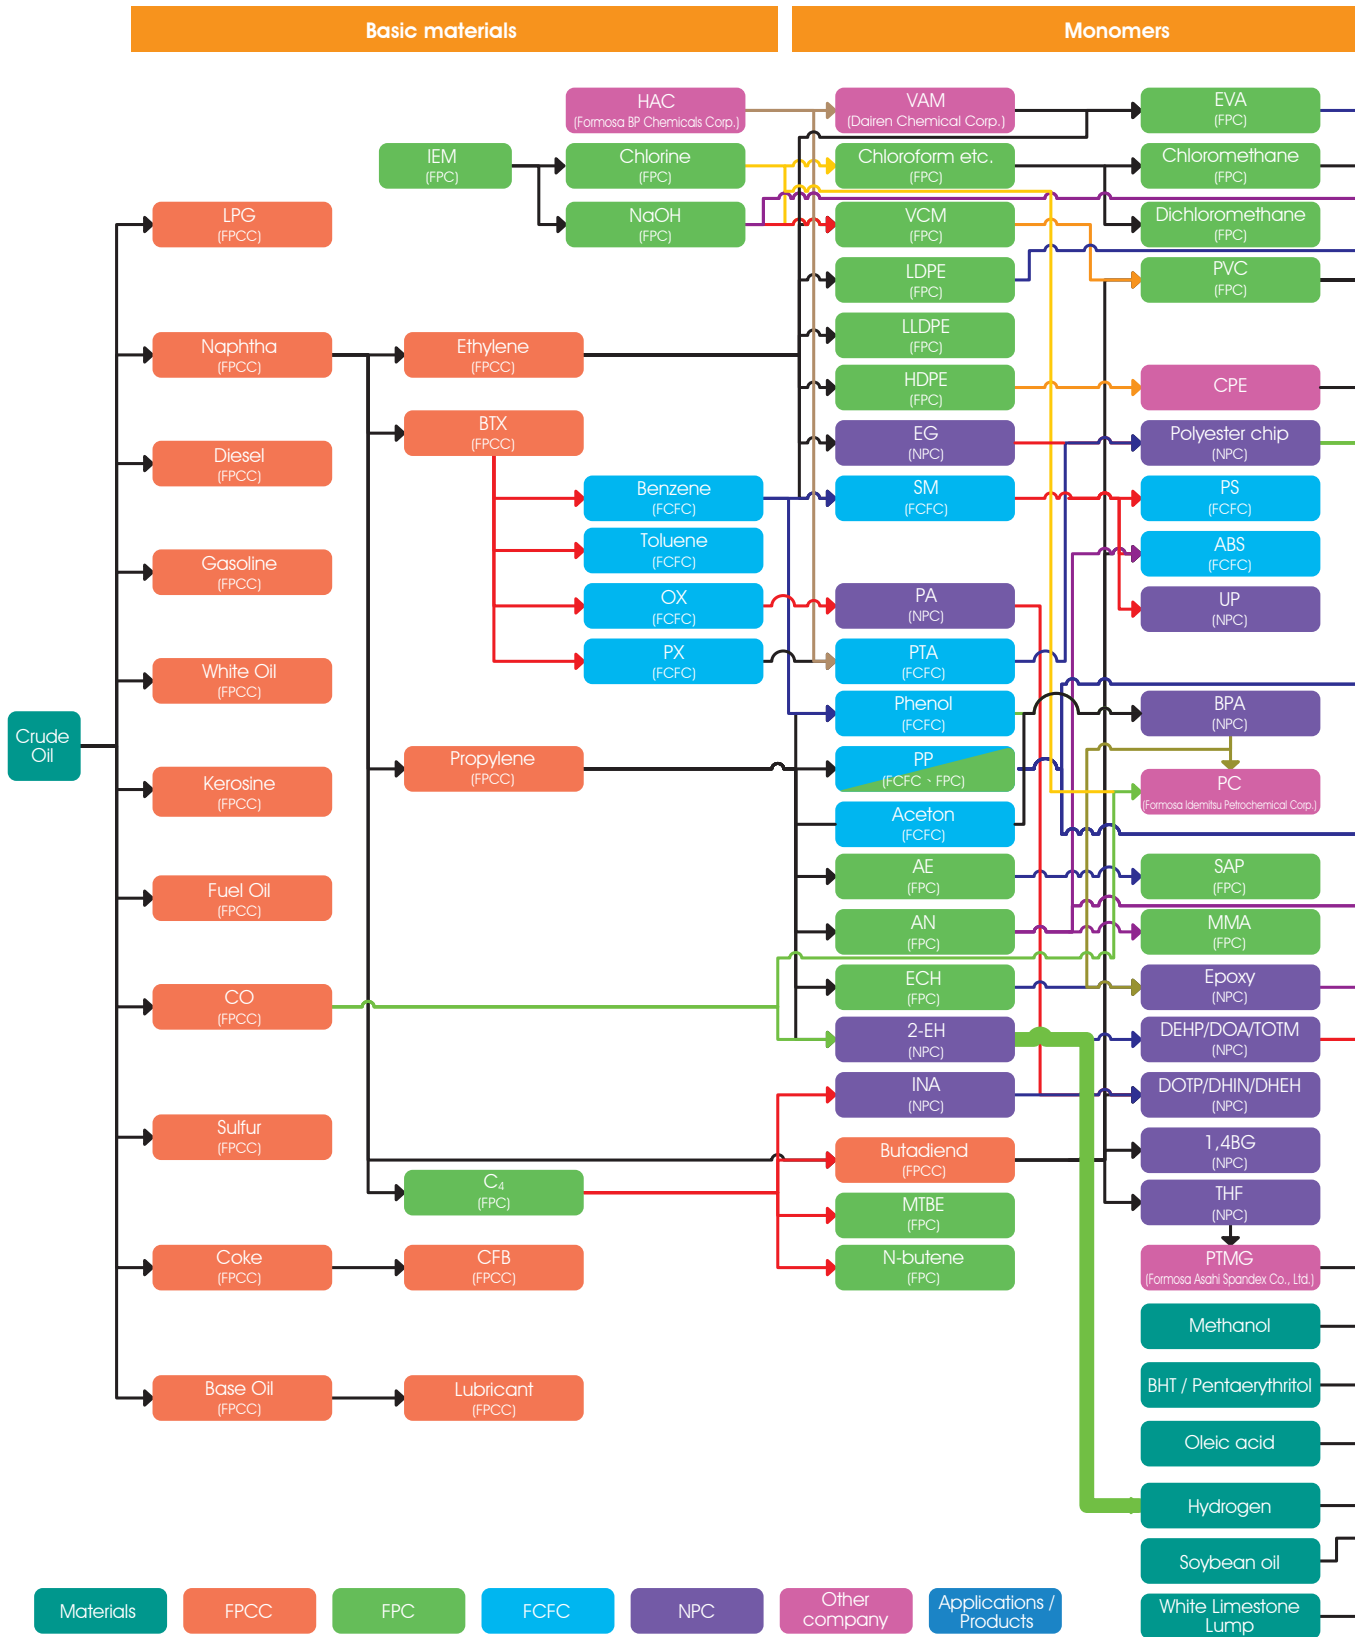 Basic materials
Monomers
HAC
(Formosa BP Chemicals Corp.)
VAM
(Dairen Chemical Corp.)
EVA
(FPC)
IEM
(FPC)
Chlorine
(FPC)
Chloroform etc.
(FPC)
Chloromethane
(FPC)
LPG
(FPCC)
NaOH
(FPC)
VCM
(FPC)
Dichloromethane
(FPC)
LDPE
(FPC)
PVC
(FPC)
Naphtha
(FPCC)
Ethylene
(FPCC)
LLDPE
(FPC)
HDPE
(FPC)
CPE
BTX
(FPCC)
EG
(NPC)
Polyester chip
(NPC)
Diesel
(FPCC)
Benzene
(FCFC)
SM
(FCFC)
PS
(FCFC)
Toluene
(FCFC)
ABS
(FCFC)
Gasoline
(FPCC)
OX
(FCFC)
PA
(NPC)
UP
(NPC)
White Oil
(FPCC)
PX
(FCFC)
PTA
(FCFC)
Phenol
(FCFC)
BPA
(NPC)
Crude
Oil
Propylene
(FPCC)
PP
(FCFC、FPC)
PC
(Formosa Idemitsu Petrochemical Corp.)
Kerosine
(FPCC)
Aceton
(FCFC)
Fuel Oil
(FPCC)
AE
(FPC)
SAP
(FPC)
AN
(FPC)
MMA
(FPC)
CO
(FPCC)
ECH
(FPC)
Epoxy
(NPC)
2-EH
(NPC)
DEHP/DOA/TOTM
(NPC)
INA
(NPC)
DOTP/DHIN/DHEH
(NPC)
Sulfur
(FPCC)
Butadiend
(FPCC)
1,4BG
(NPC)
C₄
(FPC)
MTBE
(FPC)
THF
(NPC)
Coke
(FPCC)
CFB
(FPCC)
N-butene
(FPC)
PTMG
(Formosa Asahi Spandex Co., Ltd.)
Methanol
Base Oil
(FPCC)
Lubricant
(FPCC)
BHT / Pentaerythritol
Oleic acid
Hydrogen
Soybean oil
White Limestone
Lump
Materials
FPCC
FPC
FCFC
NPC
Other
company
Applications /
Products